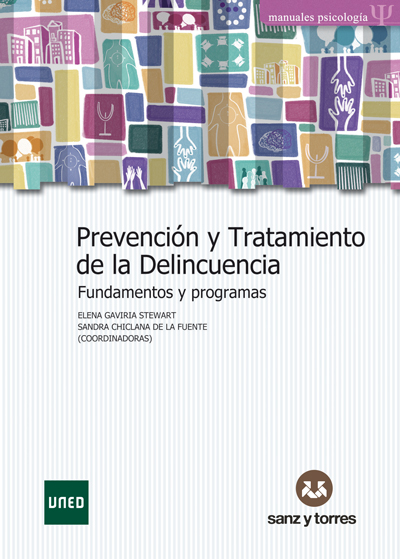 manuales psicología Ψ
Prevención y Tratamiento
de la Delincuencia
Fundamentos y programas
ELENA GAVIRIA STEWART
SANDRA CHICLANA DE LA FUENTE
(COORDINADORAS)
UNED
sanz y torres